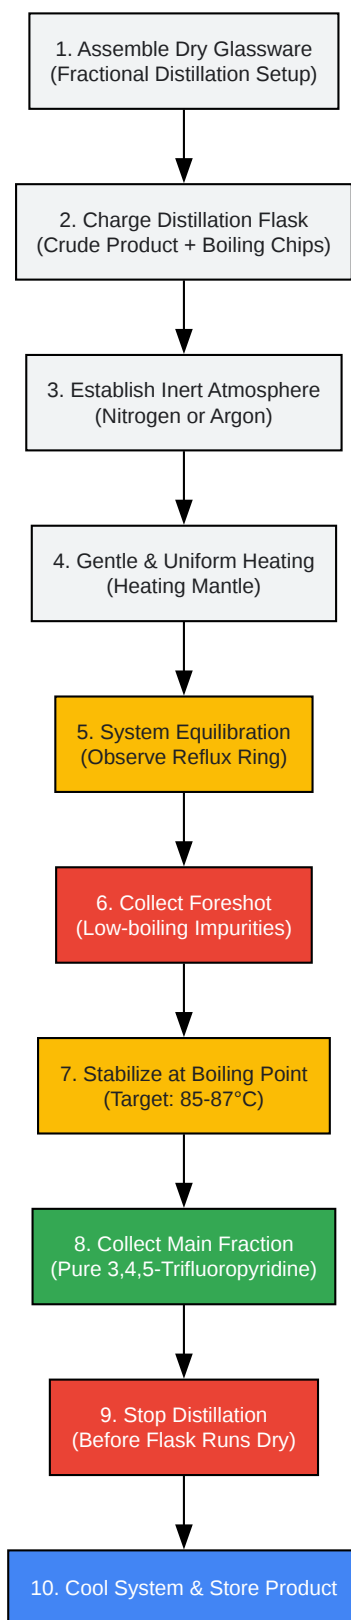 1. Assemble Dry Glassware
(Fractional Distillation Setup)
2. Charge Distillation Flask
(Crude Product + Boiling Chips)
3. Establish Inert Atmosphere
(Nitrogen or Argon)
4. Gentle & Uniform Heating
(Heating Mantle)
5. System Equilibration
(Observe Reflux Ring)
6. Collect Foreshot
(Low-boiling Impurities)
7. Stabilize at Boiling Point
(Target: 85-87°C)
8. Collect Main Fraction
(Pure 3,4,5-Trifluoropyridine)
9. Stop Distillation
(Before Flask Runs Dry)
10. Cool System & Store Product